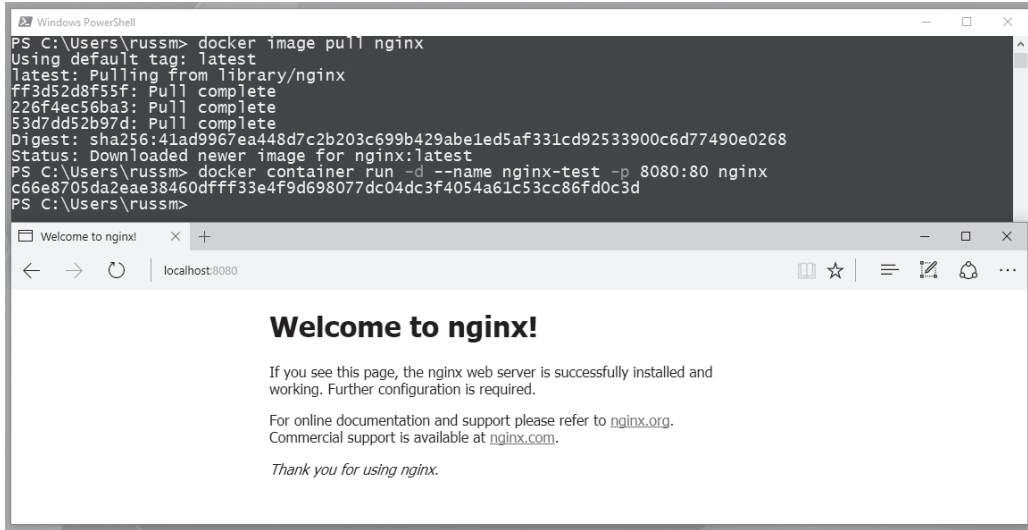 Windows PowerShell
PS C:\Users\russm> docker image pull nginx
Using default tag: latest
latest: Pulling from library/nginx
ff3d52d8f55f: Pull complete
226f4ec56ba3: Pull complete
53d7dd52b97d: Pull complete
Digest: sha256:41ad9967ea448d7c2b203c699b429abe1ed5af331cd92533900c6d77490e0268
Status: Downloaded newer image for nginx:latest
PS C:\Users\russm> docker container run -d --name nginx-test -p 8080:80 nginx
c66e8705da2eae38460dfff33e4f9d698077dc04dc3f4054a61c53cc86fd0c3d
PS C:\Users\russm>
Welcome to nginx!
localhost:8080
Welcome to nginx!
If you see this page, the nginx web server is successfully installed and
working. Further configuration is required.
For online documentation and support please refer to nginx.org.
Commercial support is available at nginx.com.
Thank you for using nginx.